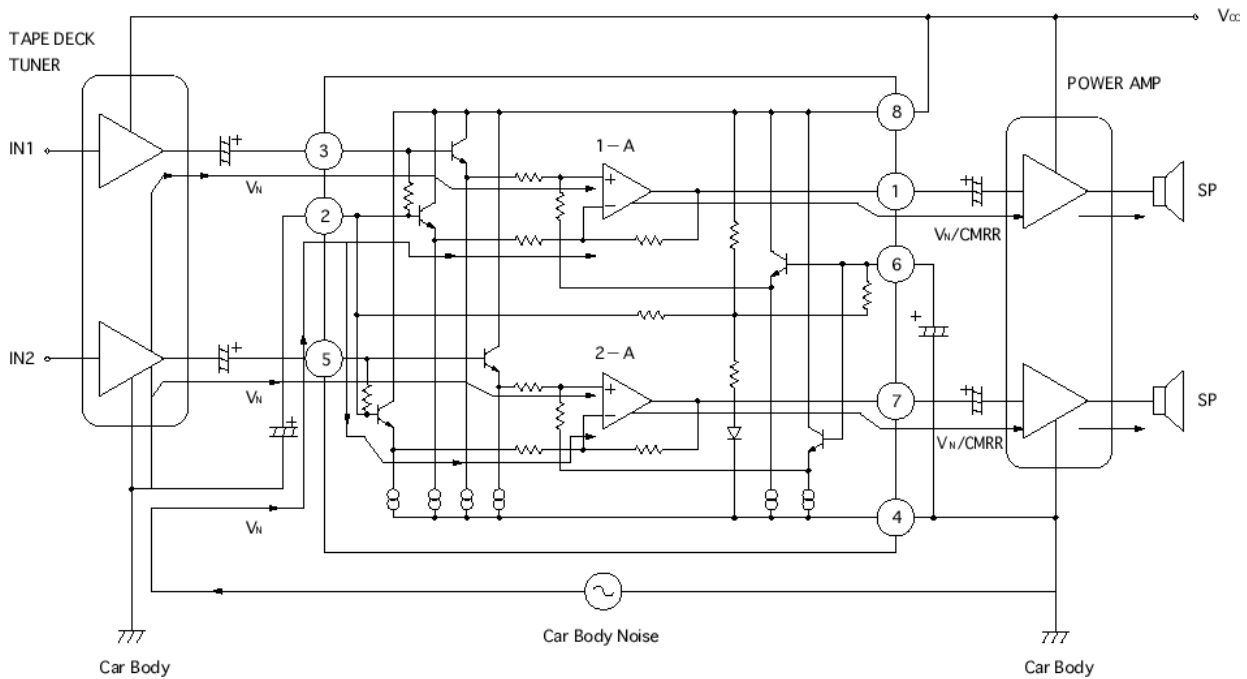 Vcc
TAPE DECK
TUNER
POWER AMP
8
IN1
+
3
1-A
+
−
1
+
SP
VN
2
VN/CMRR
6
+
IN2
+
5
2-A
+
−
7
+
SP
VN
VN/CMRR
+
4
VN
Car Body Noise
Car Body
Car Body